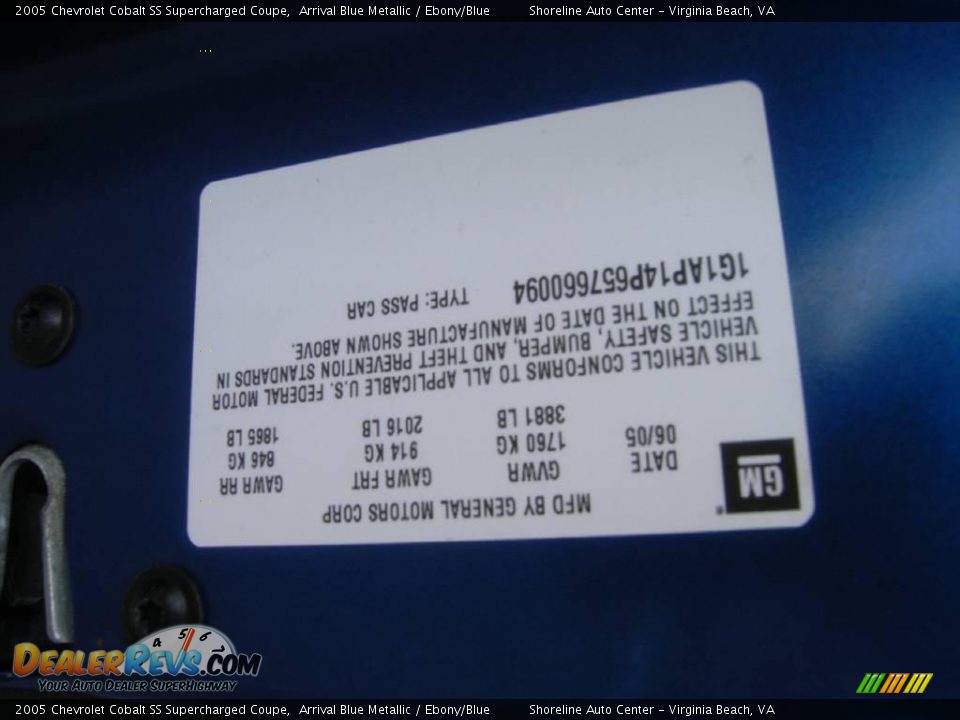 2005 Chevrolet Cobalt SS Supercharged Coupe, Arrival Blue Metallic / Ebony/Blue Shoreline Auto Center - Virginia Beach, VA
GM
MFD BY GENERAL MOTORS CORP
DATE GVWR GAWR FRT GAWR RR
06/05 1760 KG 914 KG 846 KG
3881 LB 2016 LB 1865 LB
THIS VEHICLE CONFORMS TO ALL APPLICABLE U.S. FEDERAL MOTOR
VEHICLE SAFETY, BUMPER, AND THEFT PREVENTION STANDARDS IN
EFFECT ON THE DATE OF MANUFACTURE SHOWN ABOVE.
1G1AP14P657660094 TYPE: PASS CAR
4 5 6
DEALERREVS.COM
YOUR AUTO DEALER SUPERHIGHWAY
2005 Chevrolet Cobalt SS Supercharged Coupe, Arrival Blue Metallic / Ebony/Blue Shoreline Auto Center - Virginia Beach, VA